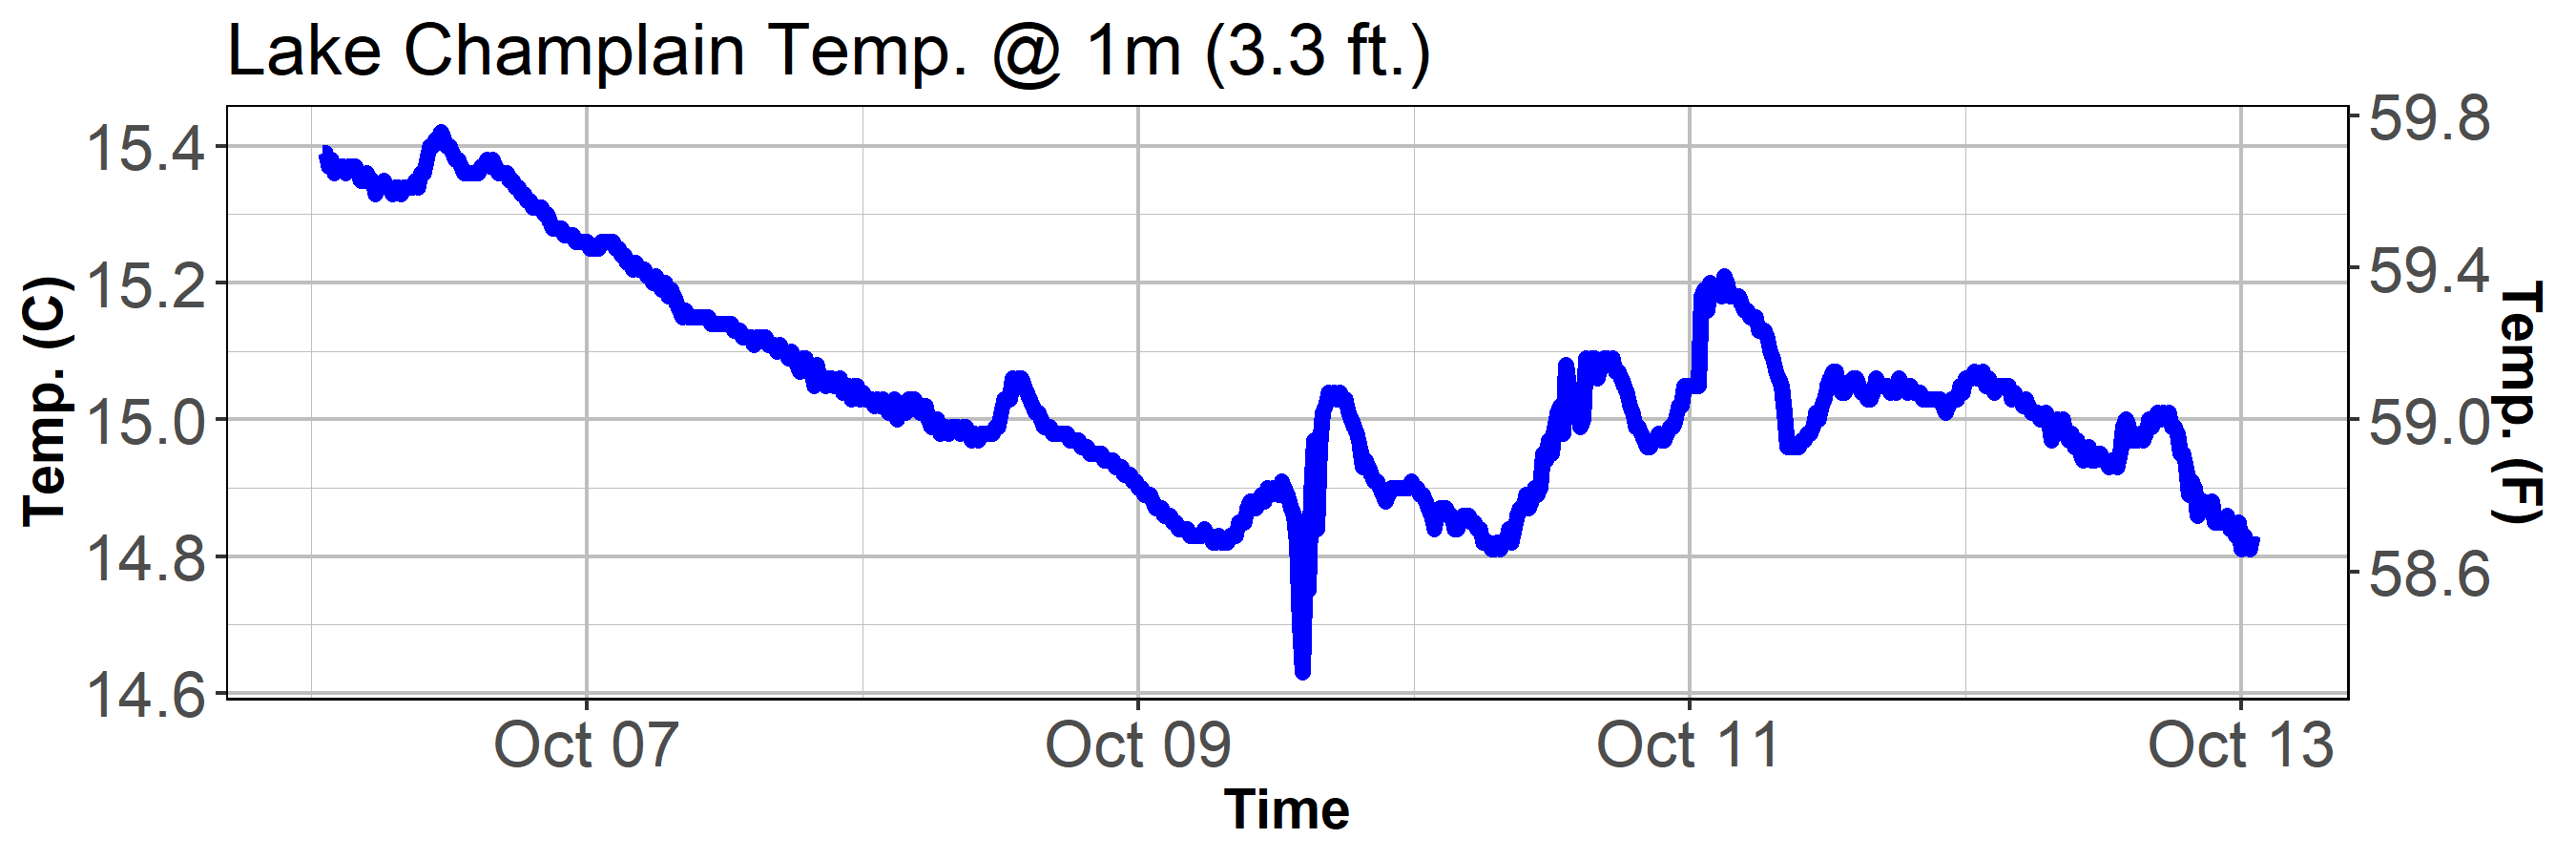 Lake Champlain Temp. @ 1m (3.3 ft.)
Temp. (C)
15.4
15.2
15.0
14.8
14.6
59.8
59.4
59.0
58.6
Temp. (F)
Oct 07
Oct 09
Oct 11
Oct 13
Time